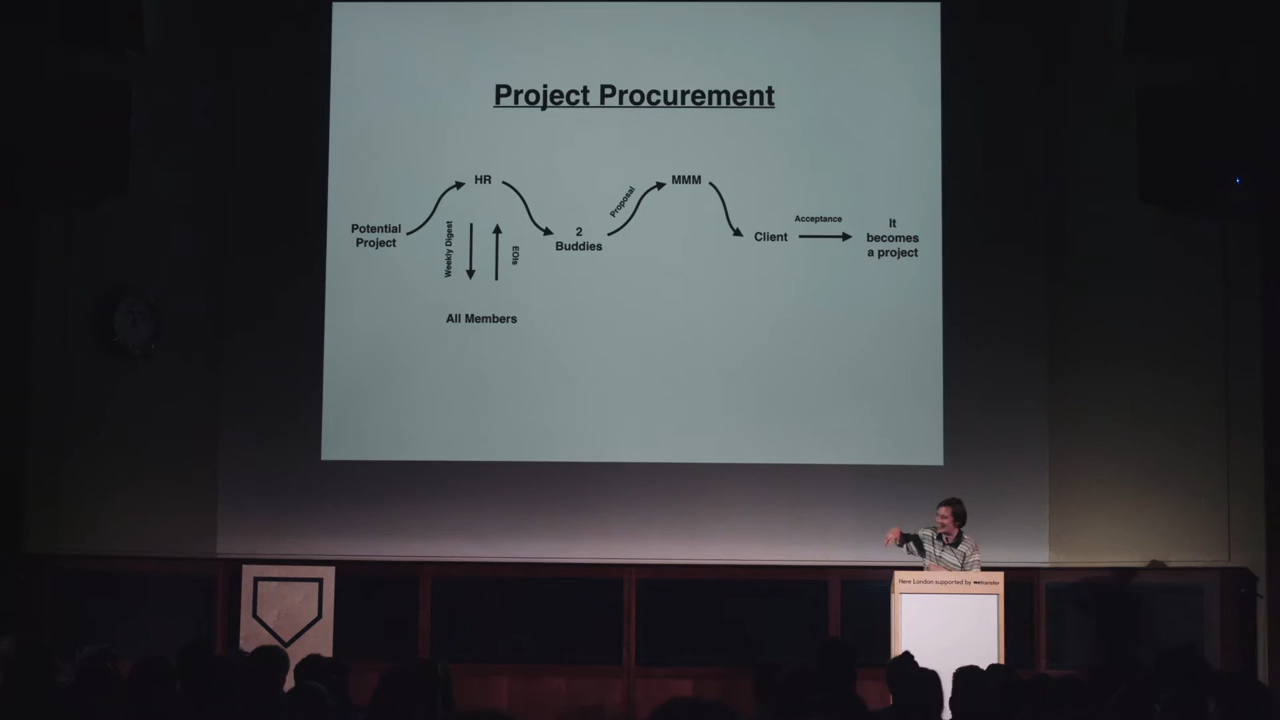 Project Procurement
HR
MMM
Potential
Project
Weekly Digest
EOIs
2
Buddies
Proposal
Client
Acceptance
It
becomes
a project
All Members
Here London supported by wetransfer